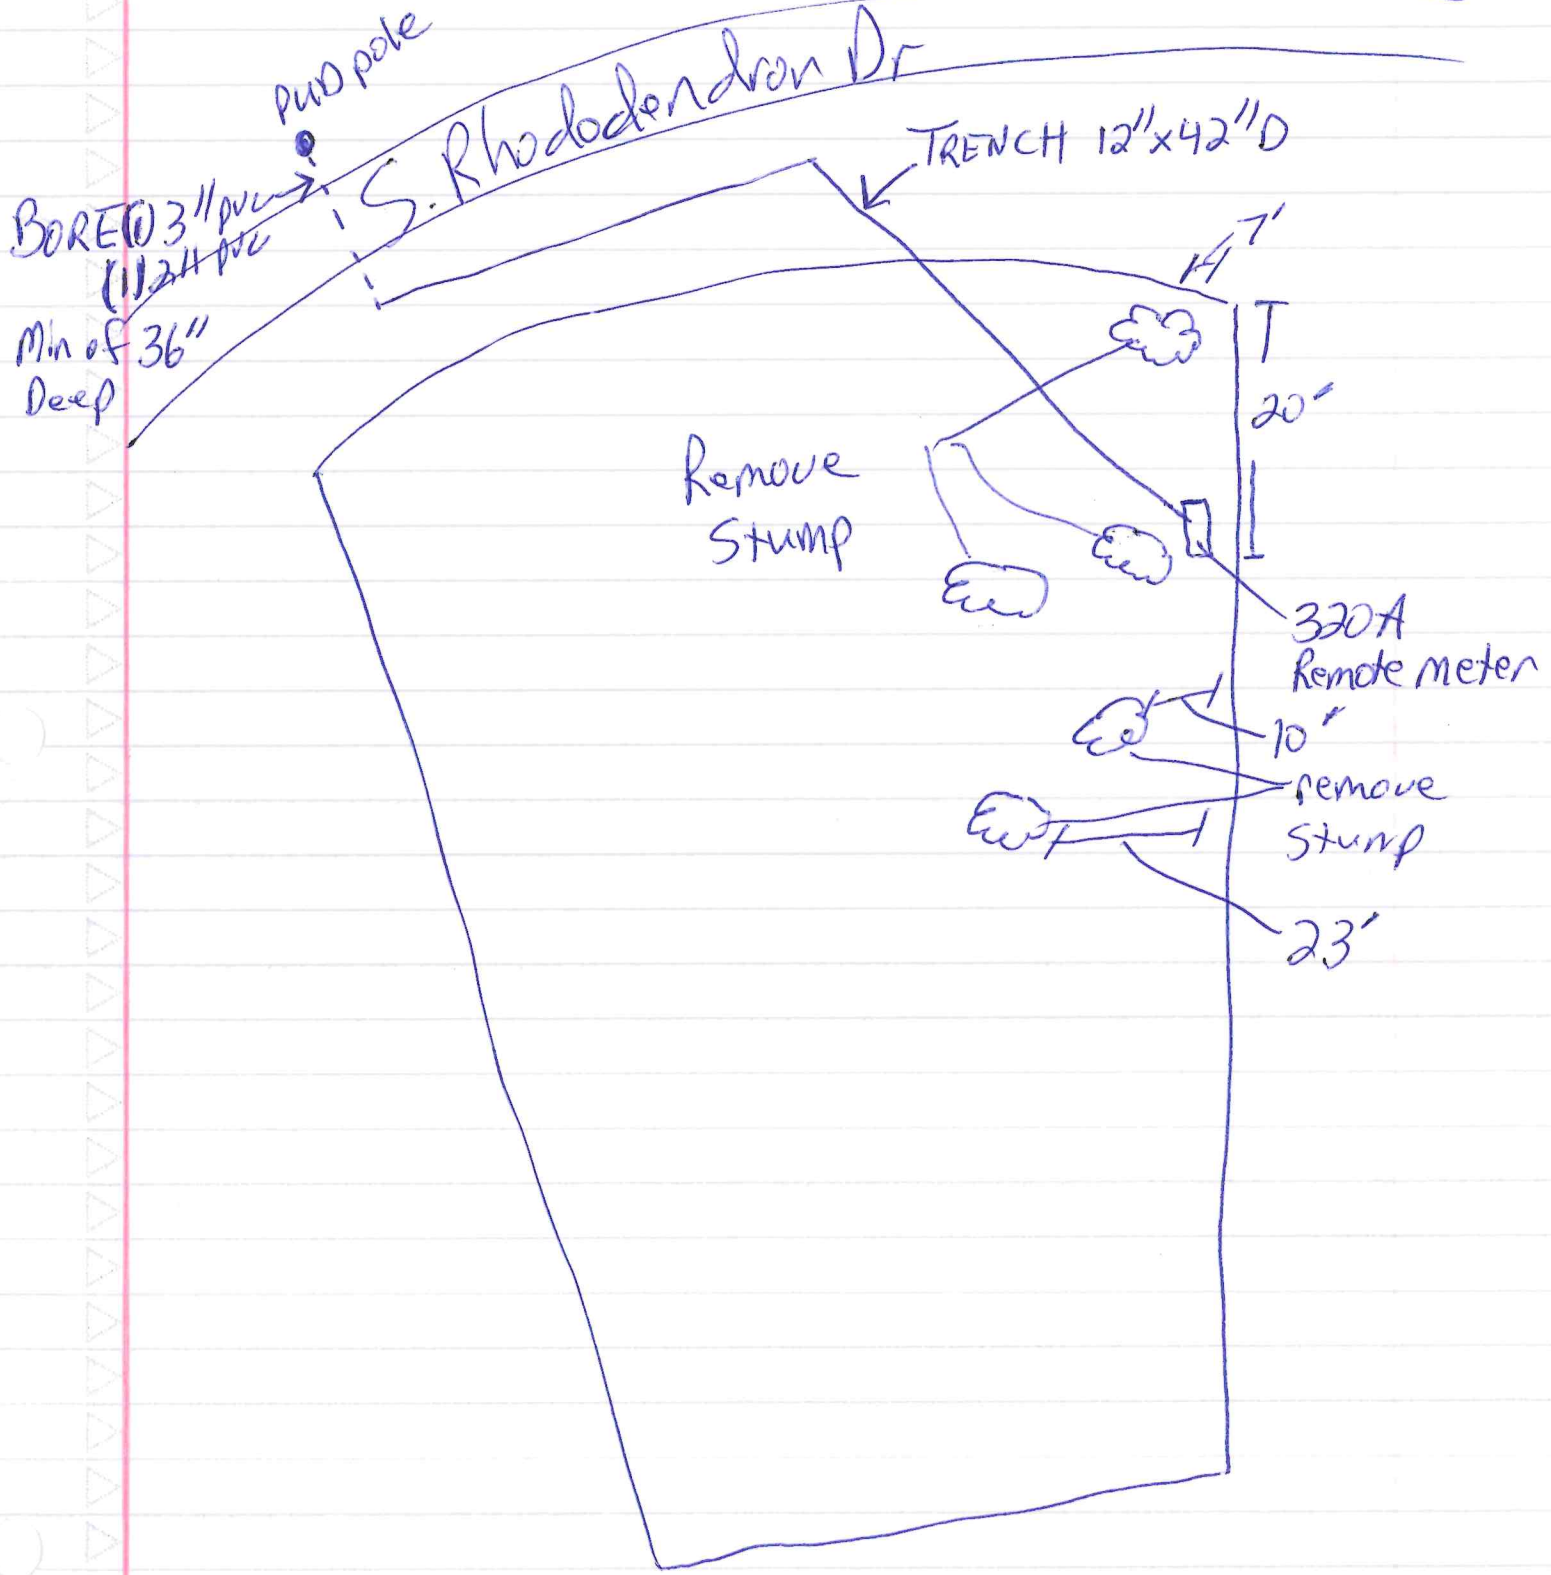 PUD pole
S. Rhododendron Dr
TRENCH 12"x42"D
BORE (1) 3" PVC
(1) 2" PVC
Min of 36"
Deep
7'
20'
Remove
Stump
320A
Remote meter
10'
remove
Stump
23'